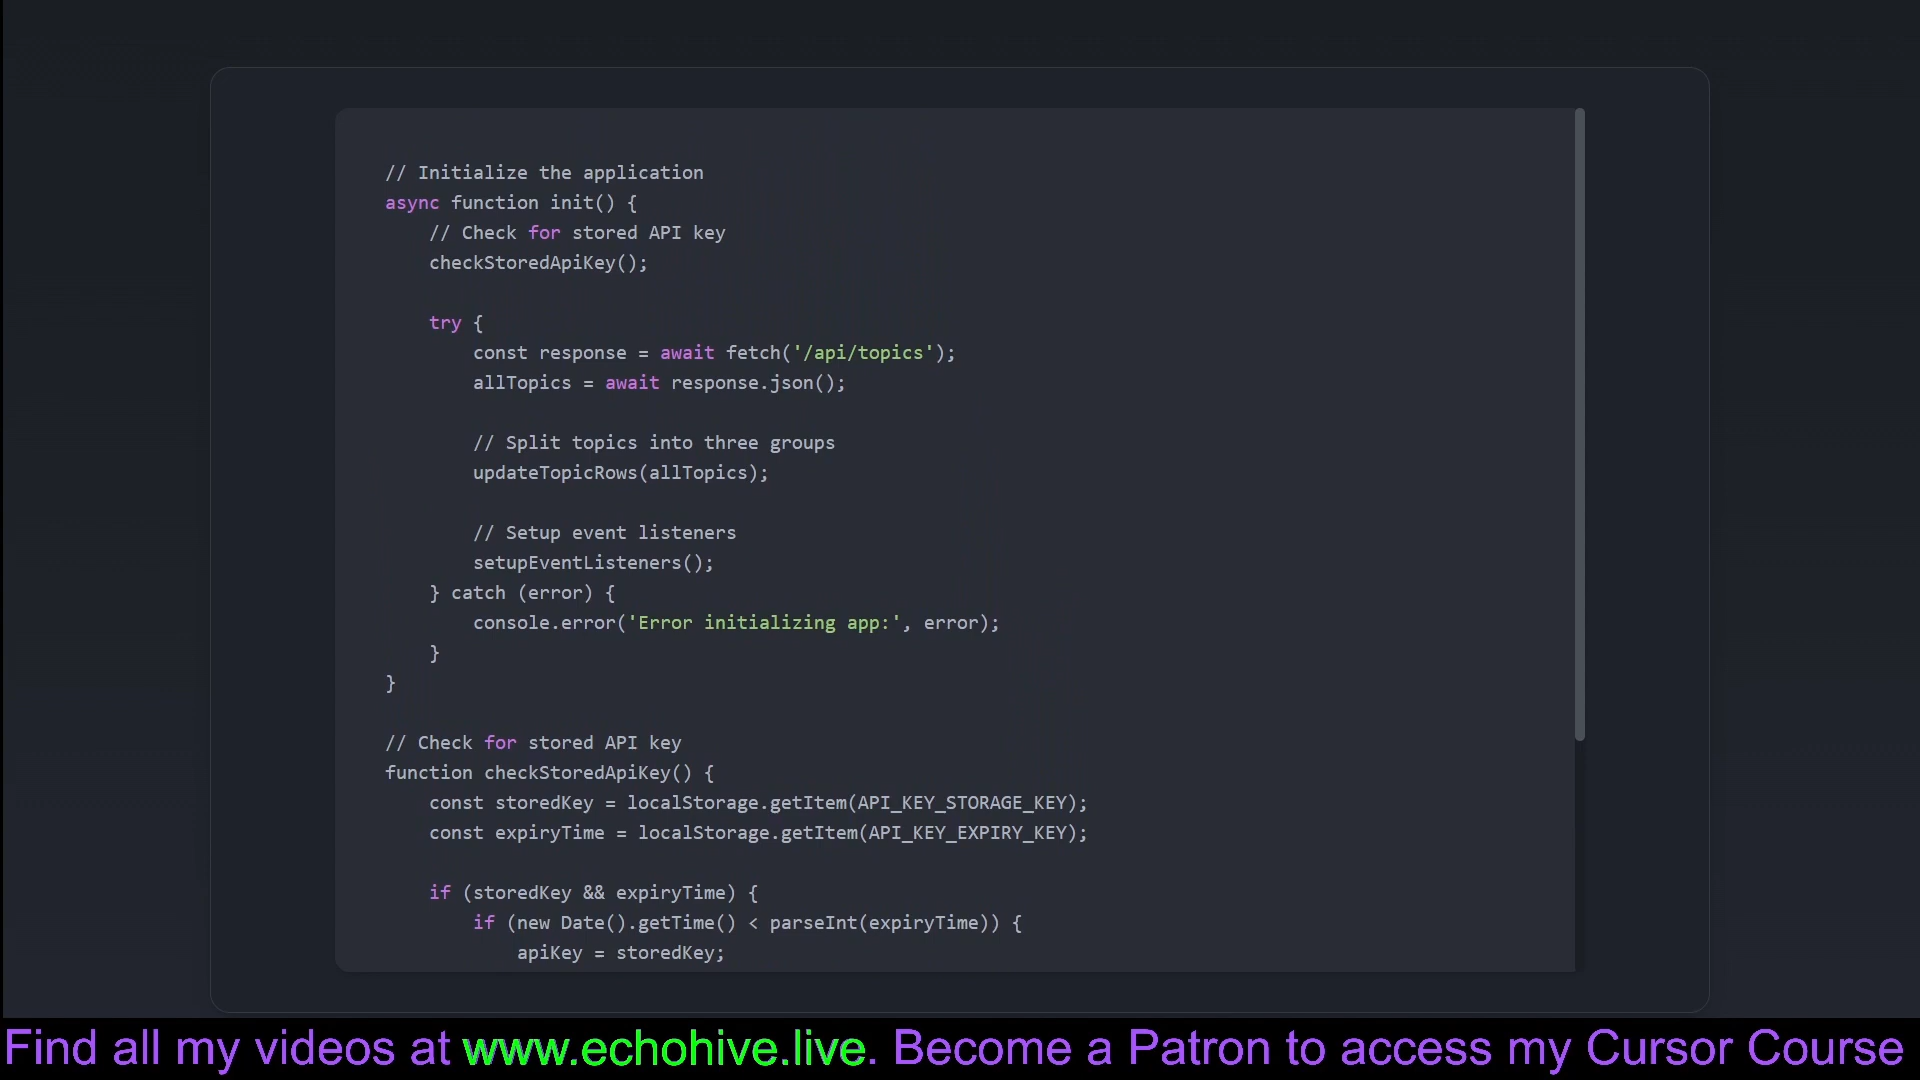 // Initialize the application
async function init() {
    // Check for stored API key
    checkStoredApiKey();

    try {
        const response = await fetch('/api/topics');
        allTopics = await response.json();

        // Split topics into three groups
        updateTopicRows(allTopics);

        // Setup event listeners
        setupEventListeners();
    } catch (error) {
        console.error('Error initializing app:', error);
    }
}

// Check for stored API key
function checkStoredApiKey() {
    const storedKey = localStorage.getItem(API_KEY_STORAGE_KEY);
    const expiryTime = localStorage.getItem(API_KEY_EXPIRY_KEY);

    if (storedKey && expiryTime) {
        if (new Date().getTime() < parseInt(expiryTime)) {
            apiKey = storedKey;
Find all my videos at www.echohive.live. Become a Patron to access my Cursor Course